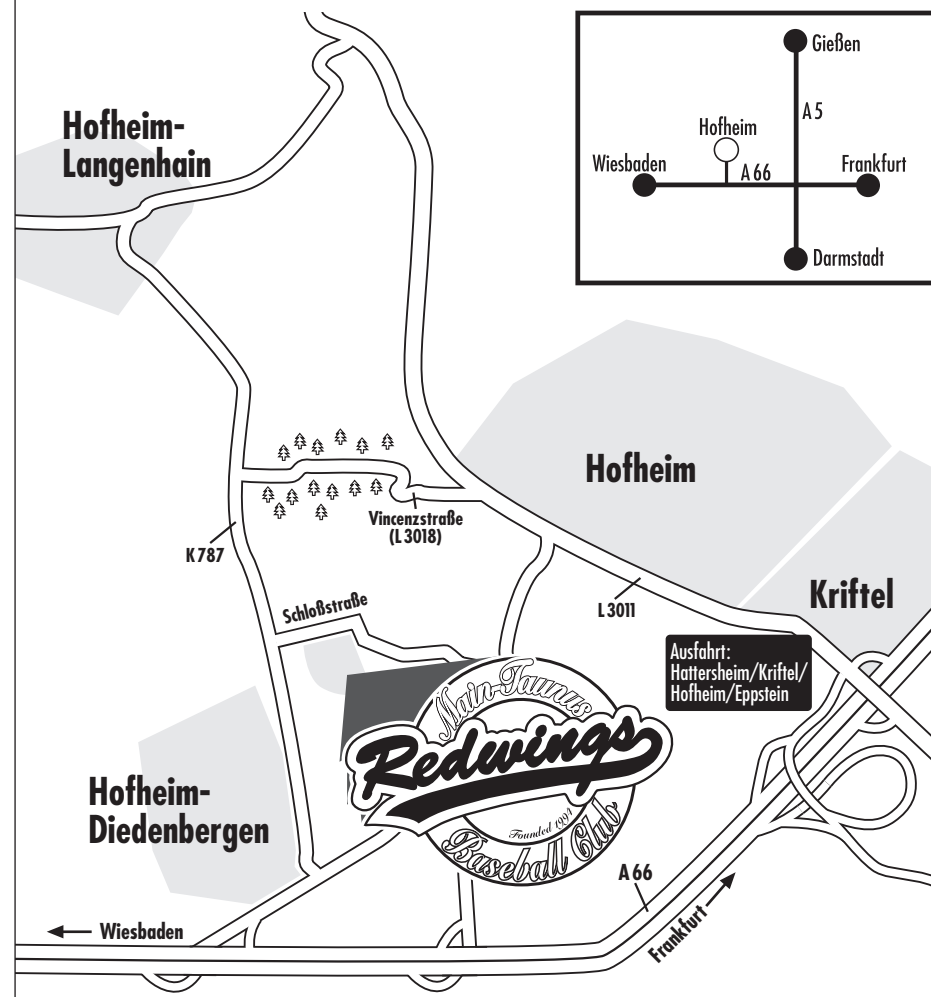 Gießen
A 5
Hofheim
Wiesbaden
A 66
Frankfurt
Darmstadt
Hofheim-
Langenhain
Hofheim
Vincenzstraße
(L 3018)
K 787
Schloßstraße
L 3011
Kriftel
Ausfahrt:
Hattersheim/Kriftel/
Hofheim/Eppstein
Main-Taunus
Redwings
Founded 1991
Baseball Club
Hofheim-
Diedenbergen
A 66
Frankfurt
Wiesbaden